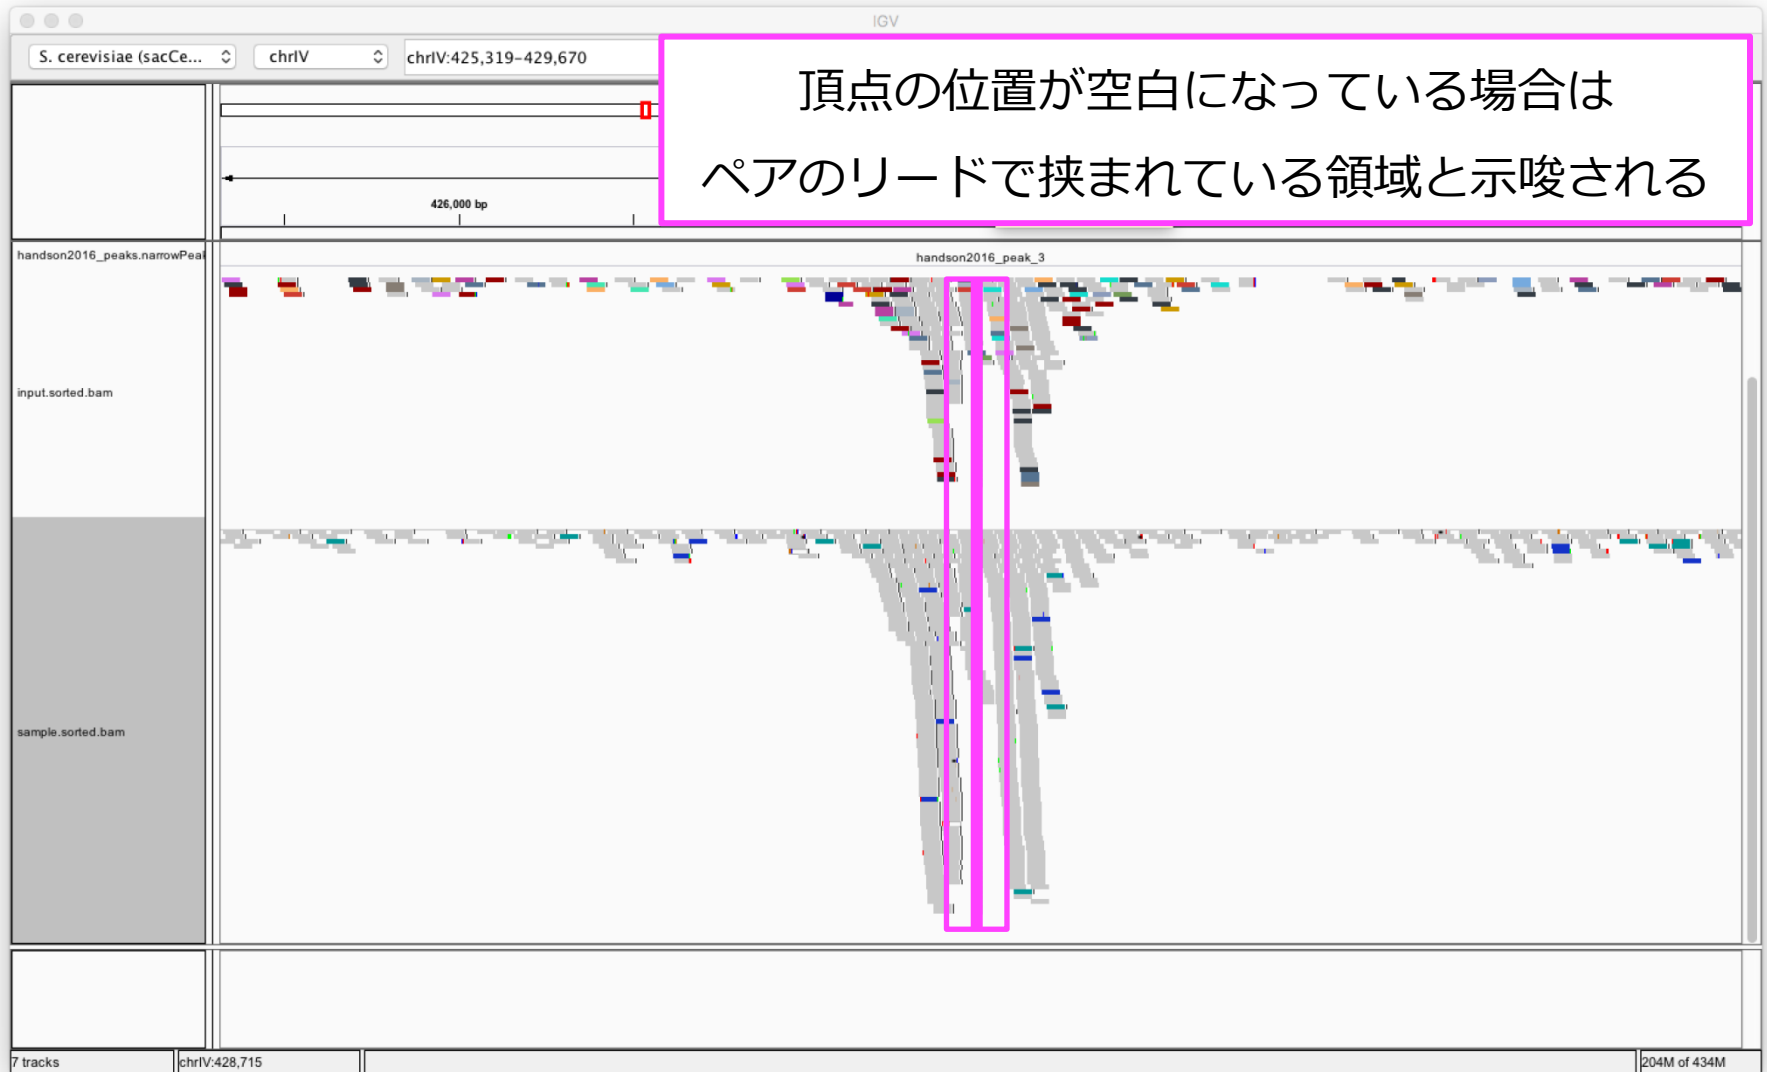 IGV
S. cerevisiae (sacCe...
chrIV
chrIV:425,319-429,670
頂点の位置が空白になっている場合は
ペアのリードで挟まれている領域と示唆される
426,000 bp
handson2016_peaks.narrowPeal
handson2016_peak_3
input.sorted.bam
sample.sorted.bam
7 tracks
chrIV:428,715
204M of 434M